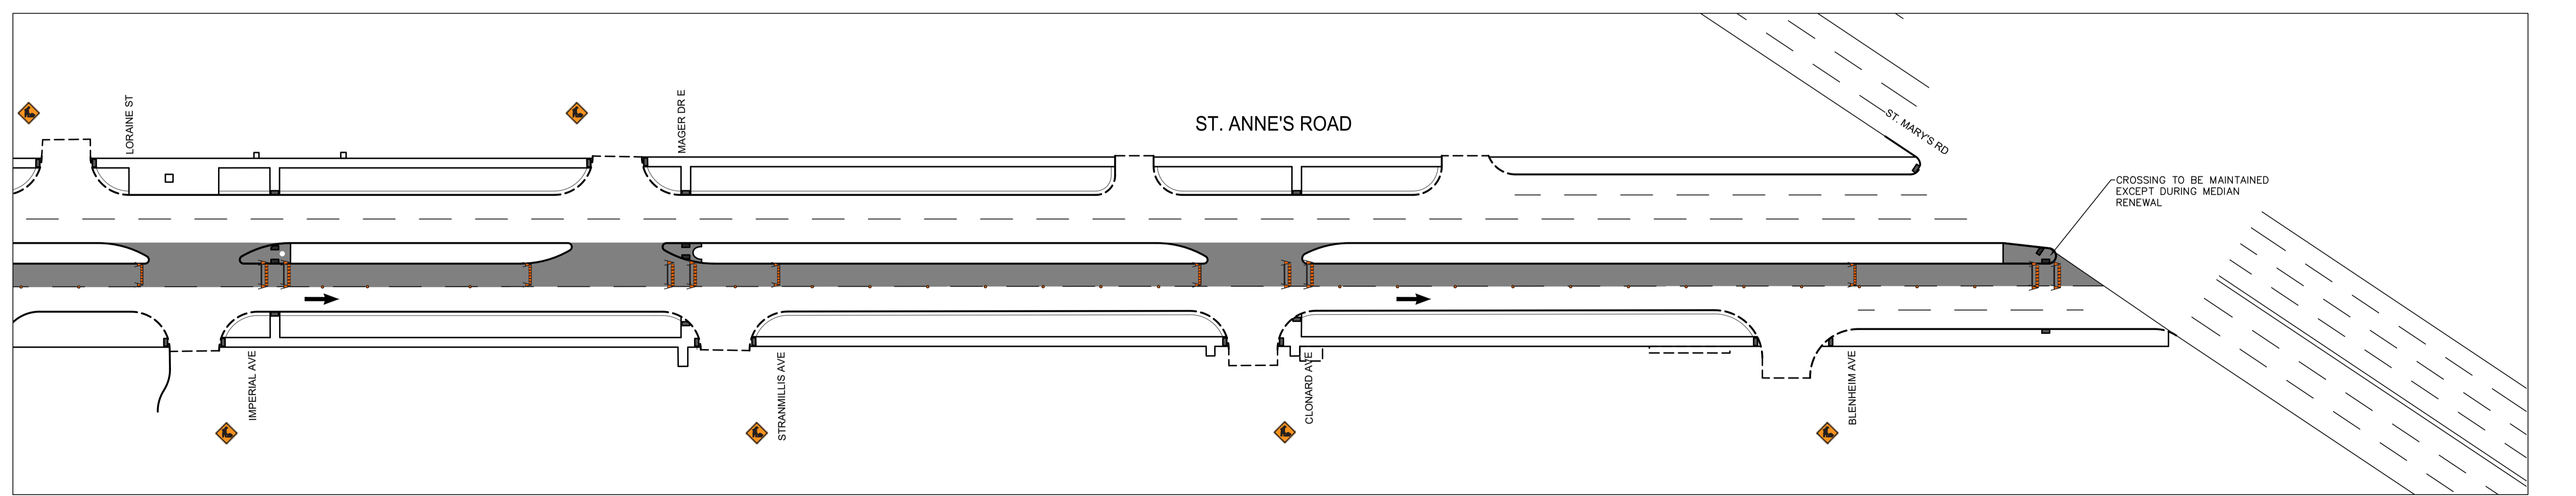 LORAINE ST
MAGER DR E
ST. ANNE'S ROAD
ST. MARY'S RD
CROSSING TO BE MAINTAINED
EXCEPT DURING MEDIAN
RENEWAL
IMPERIAL AVE
STRANMILLIS AVE
CLONARD AVE
BLENHEIM AVE